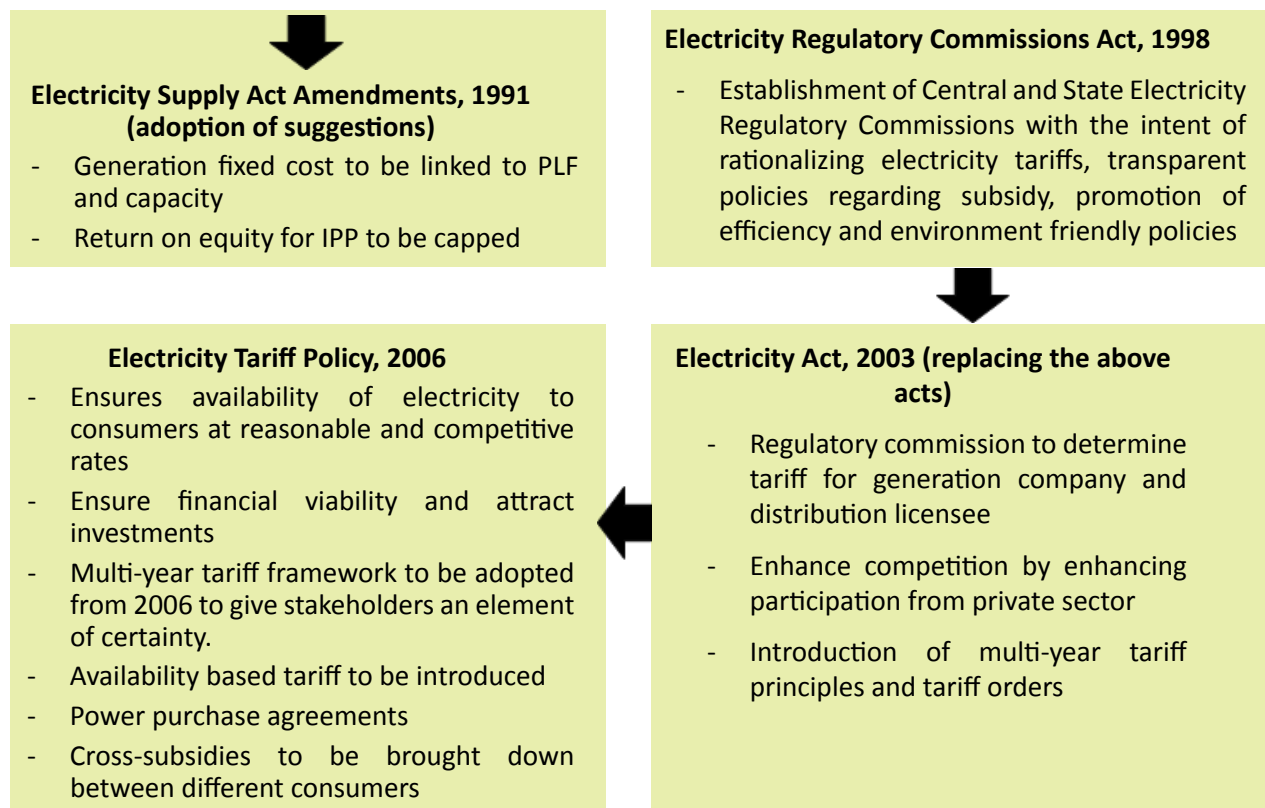 Electricity Supply Act Amendments, 1991
(adoption of suggestions)
- Generation fixed cost to be linked to PLF
and capacity
- Return on equity for IPP to be capped
Electricity Regulatory Commissions Act, 1998
- Establishment of Central and State Electricity
Regulatory Commissions with the intent of
rationalizing electricity tariffs, transparent
policies regarding subsidy, promotion of
efficiency and environment friendly policies
Electricity Act, 2003 (replacing the above
acts)
- Regulatory commission to determine
tariff for generation company and
distribution licensee
- Enhance competition by enhancing
participation from private sector
- Introduction of multi-year tariff
principles and tariff orders
Electricity Tariff Policy, 2006
- Ensures availability of electricity to
consumers at reasonable and competitive
rates
- Ensure financial viability and attract
investments
- Multi-year tariff framework to be adopted
from 2006 to give stakeholders an element
of certainty.
- Availability based tariff to be introduced
- Power purchase agreements
- Cross-subsidies to be brought down
between different consumers